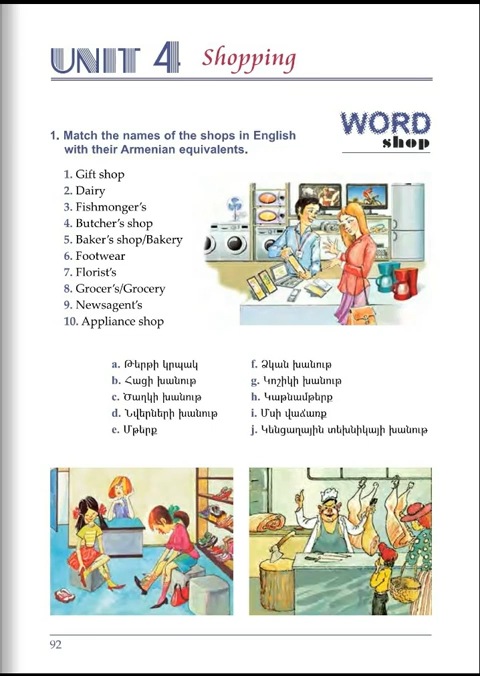 UNIT 4 Shopping
WORD
shop
1. Match the names of the shops in English
with their Armenian equivalents.
1. Gift shop
2. Dairy
3. Fishmonger's
4. Butcher's shop
5. Baker's shop/Bakery
6. Footwear
7. Florist's
8. Grocer's/Grocery
9. Newsagent's
10. Appliance shop
a. Թերթի կրպակ
b. Հացի խանութ
c. Ծաղկի խանութ
d. Նվերների խանութ
e. Մթերք
f. Ձկան խանութ
g. Կոշիկի խանութ
h. Կաթնամթերք
i. Մսի վաճառք
j. Կենցաղային տեխնիկայի խանութ
92